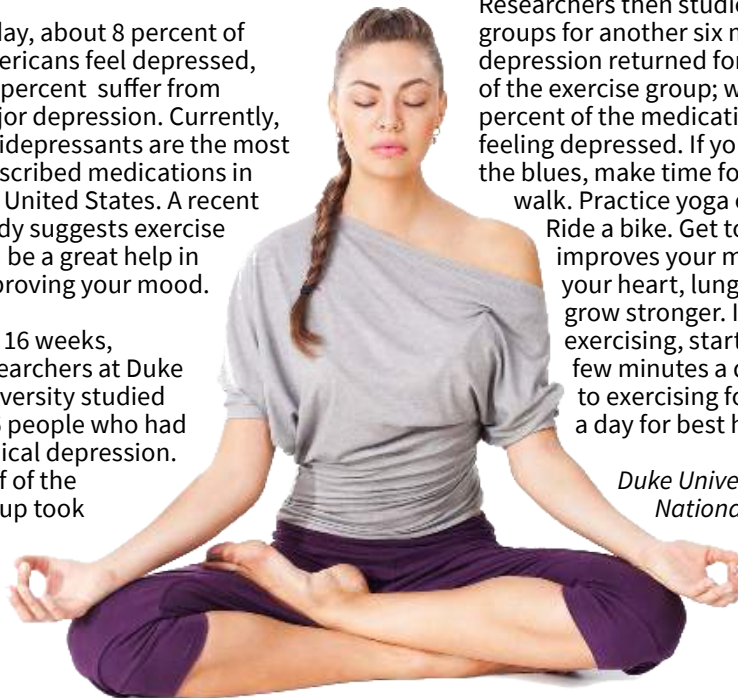 lay, about 8 percent of
ericans feel depressed,
percent suffer from
jor depression. Currently,
idepressants are the most
scribed medications in
United States. A recent
dy suggests exercise
be a great help in
proving your mood.
16 weeks,
earchers at Duke
versity studied
people who had
ical depression.
f of the
up took
Researchers then studie
groups for another six m
depression returned for
of the exercise group; w
percent of the medicati
feeling depressed. If yo
the blues, make time fo
walk. Practice yoga
Ride a bike. Get to
improves your m
your heart, lung
grow stronger. I
exercising, start
few minutes a d
to exercising fo
a day for best h
Duke Unive
Nationa